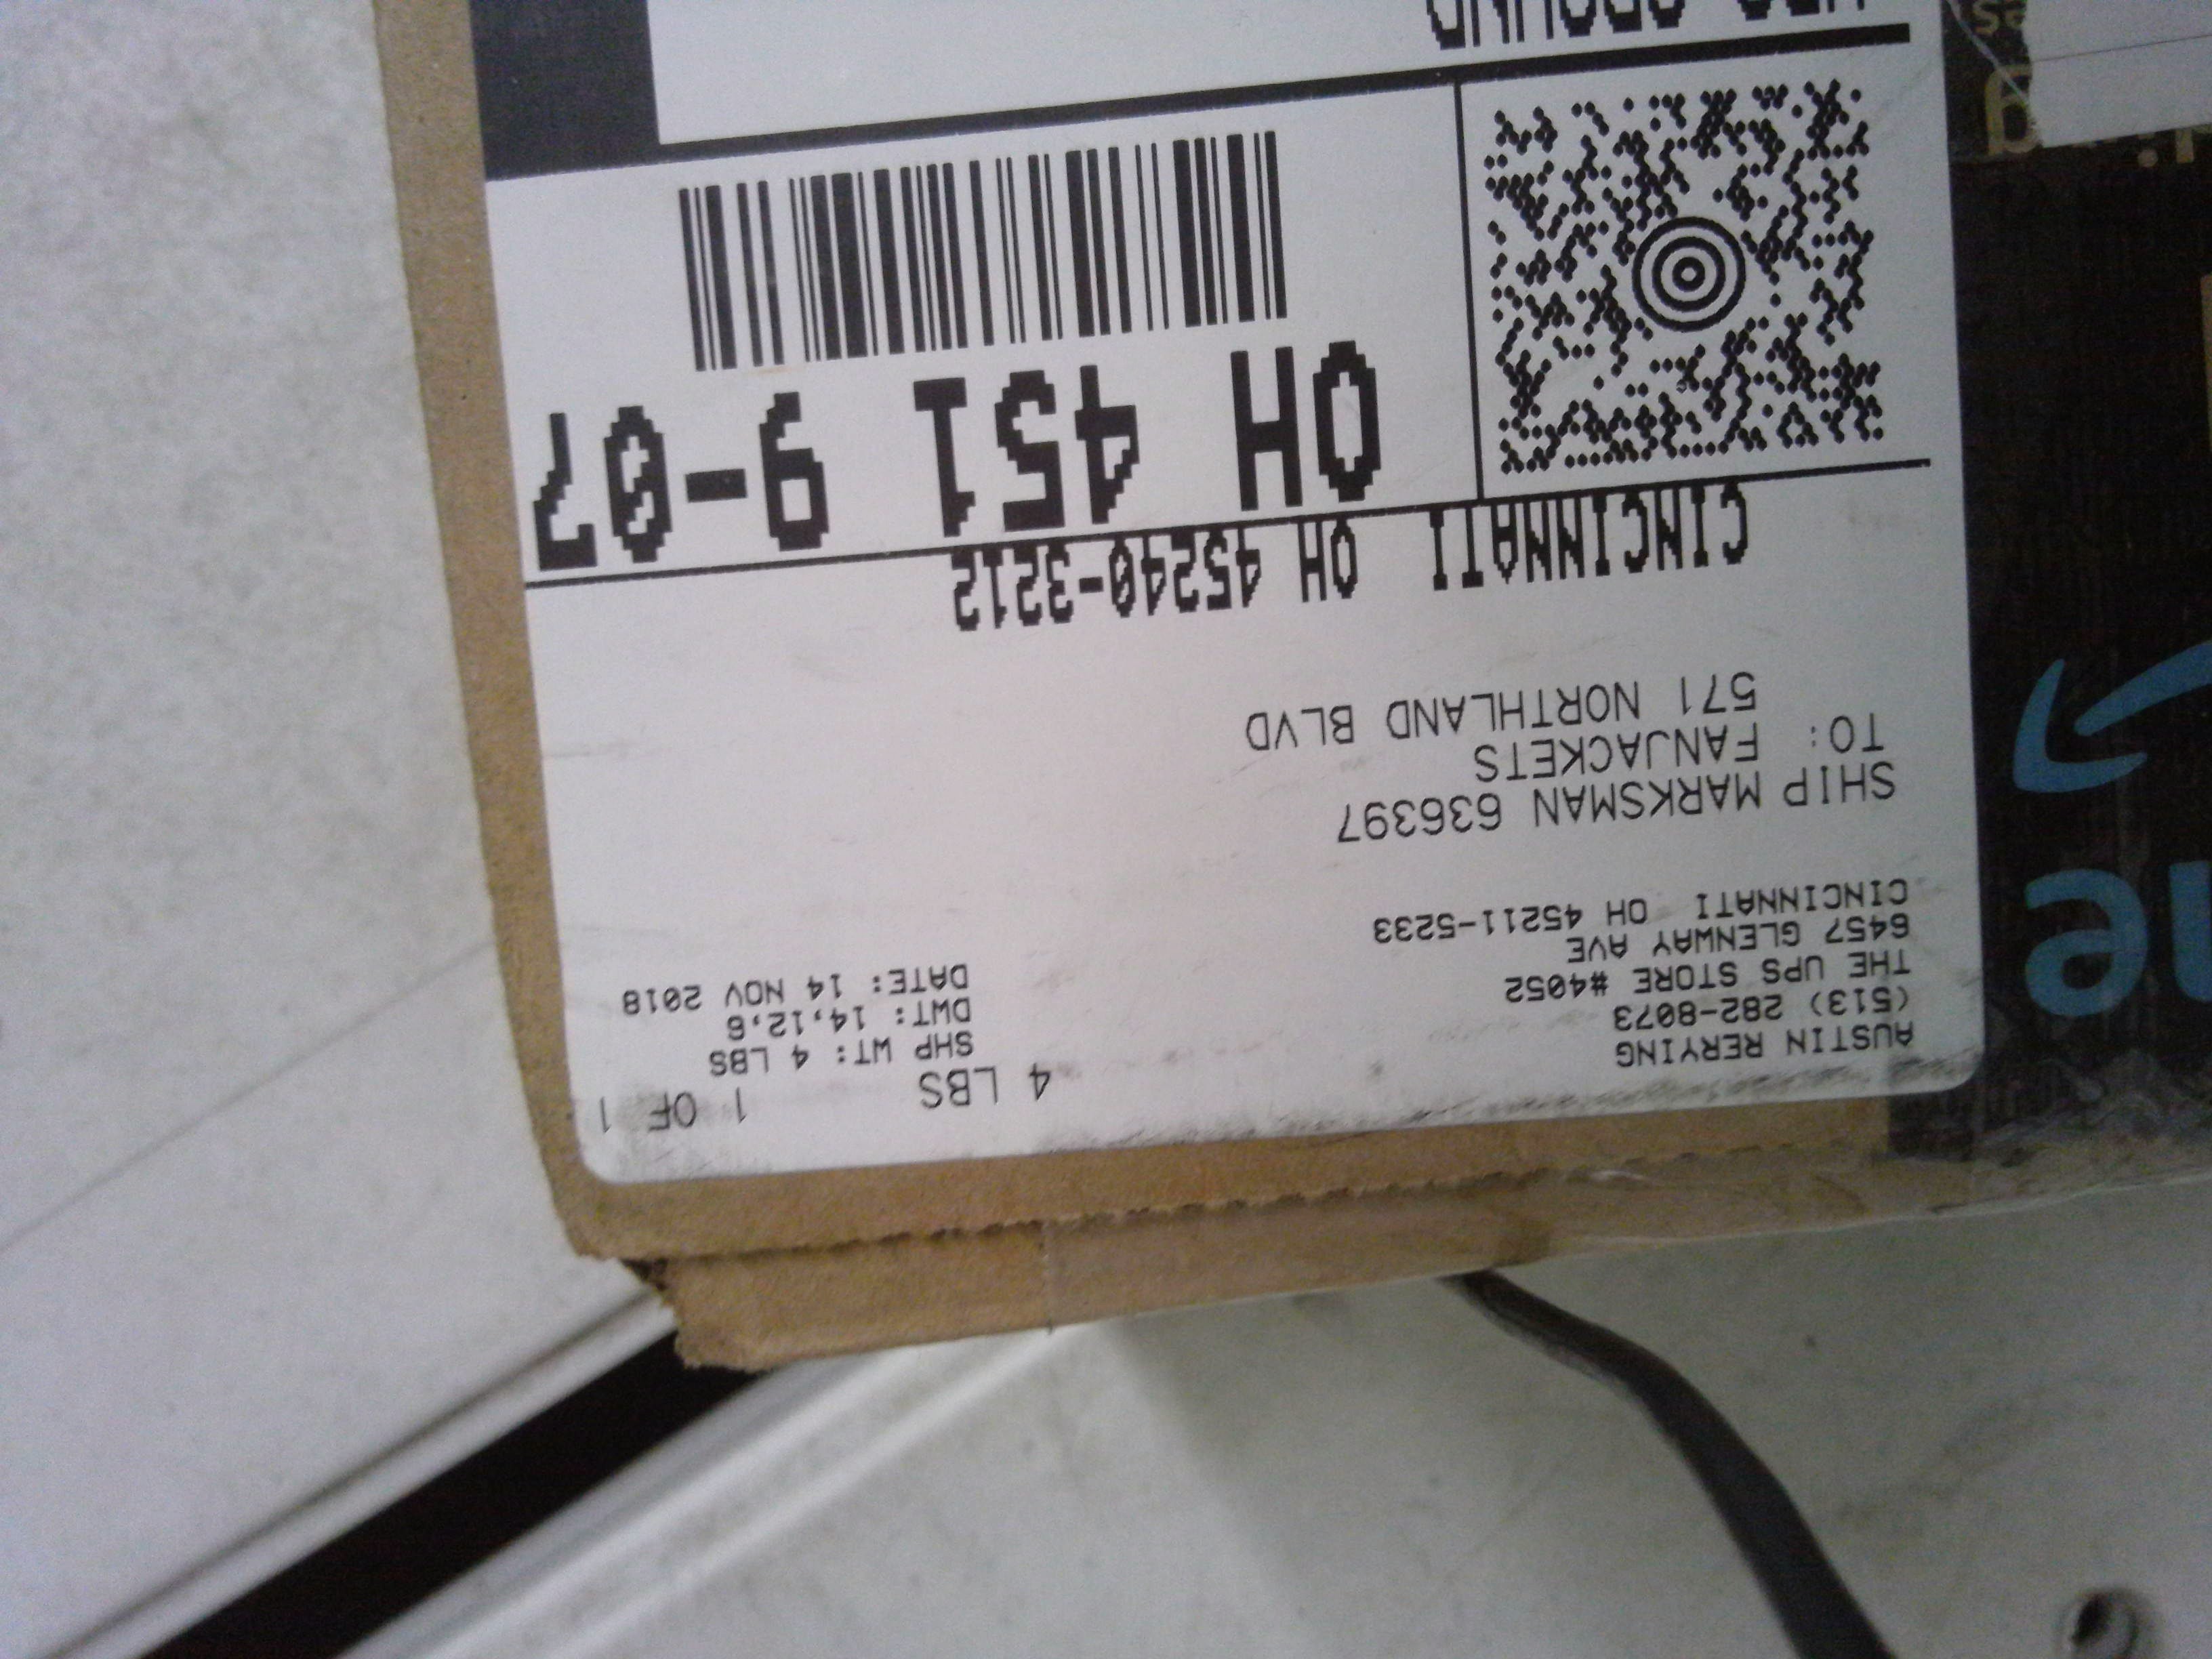 AUSTIN RERYING
(513) 282-8073
THE UPS STORE #4052
6457 GLENWAY AVE
CINCINNATI OH 45211-5233
4 LBS
1 OF 1
SHP WT: 4 LBS
DWT: 14,12,6
DATE: 14 NOV 2018
SHIP MARKSMAN 636397
TO: FANJACKETS
571 NORTHLAND BLVD
CINCINNATI OH 45240-3212
OH 451 9-07
UPS GROUND